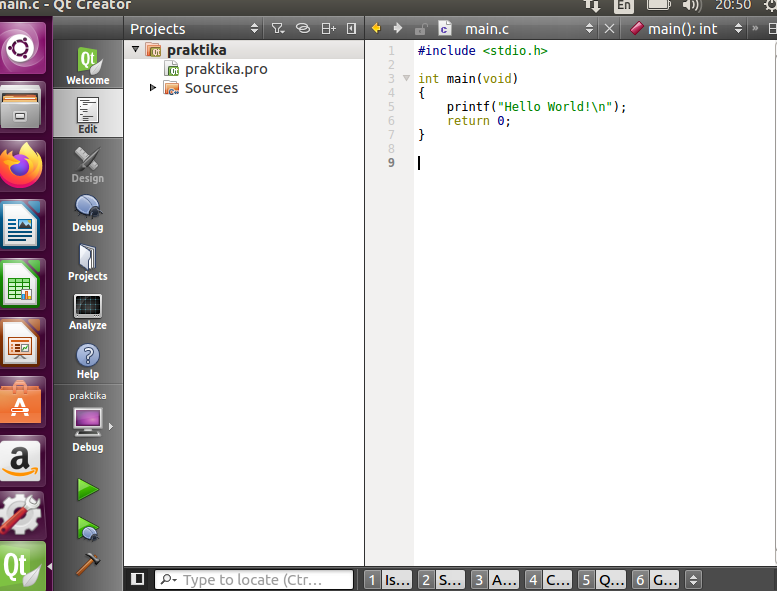 main.c - Qt Creator
En
20:50
Projects
main.c
main(): int
»
Welcome
Edit
Design
Debug
Projects
Analyze
Help
praktika
Debug
praktika
praktika.pro
Sources
1 #include <stdio.h>
2
3 int main(void)
4 {
5 printf("Hello World!\n");
6 return 0;
7 }
8
9
a
Qt
Type to locate (Ctr...
1 Is...
2 S...
3 A...
4 C...
5 Q...
6 G...